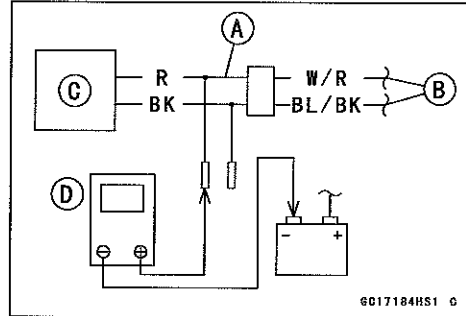 A
C R W/R B
BK BL/BK
D
⊖ ⊕ − +
GC17184HS1 C